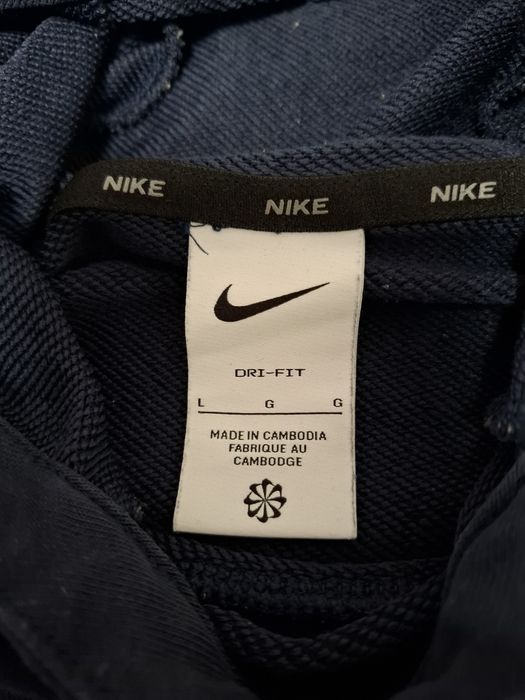 NIKE NIKE NIKE
DRI-FIT
L G G
MADE IN CAMBODIA
FABRIQUE AU
CAMBODGE